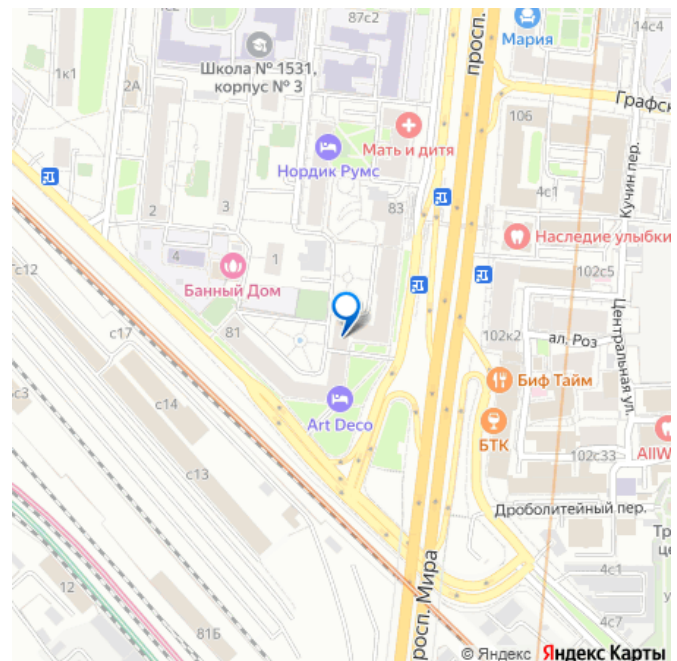 87с2
14с4
Мария
просп.
Школа № 1531,
корпус № 3
1к1
2А
Графск
106
Мать и дитя
Нордик Румс
Кучин пер.
4с1
83
2
3
Наследие улыбки
4
1
с12
102с5
Банный Дом
с17
81
102к2
ал. Роз
Центральная ул.
Биф Тайм
с3
с14
Art Deco
БТК
AllW
с13
102с33
Дроболитейный пер.
Тр
це
просп. Мира
4с1
12
81Б
4с7
у
© Яндекс Яндекс Карты